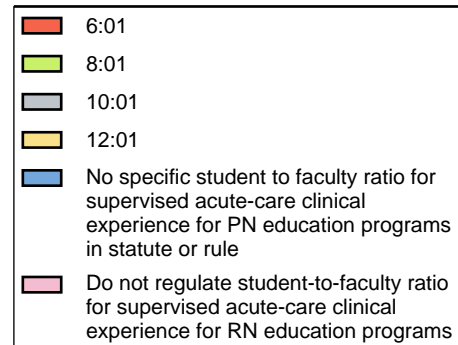 6:01
8:01
10:01
12:01
No specific student to faculty ratio for
supervised acute-care clinical
experience for PN education programs
in statute or rule
Do not regulate student-to-faculty ratio
for supervised acute-care clinical
experience for RN education programs